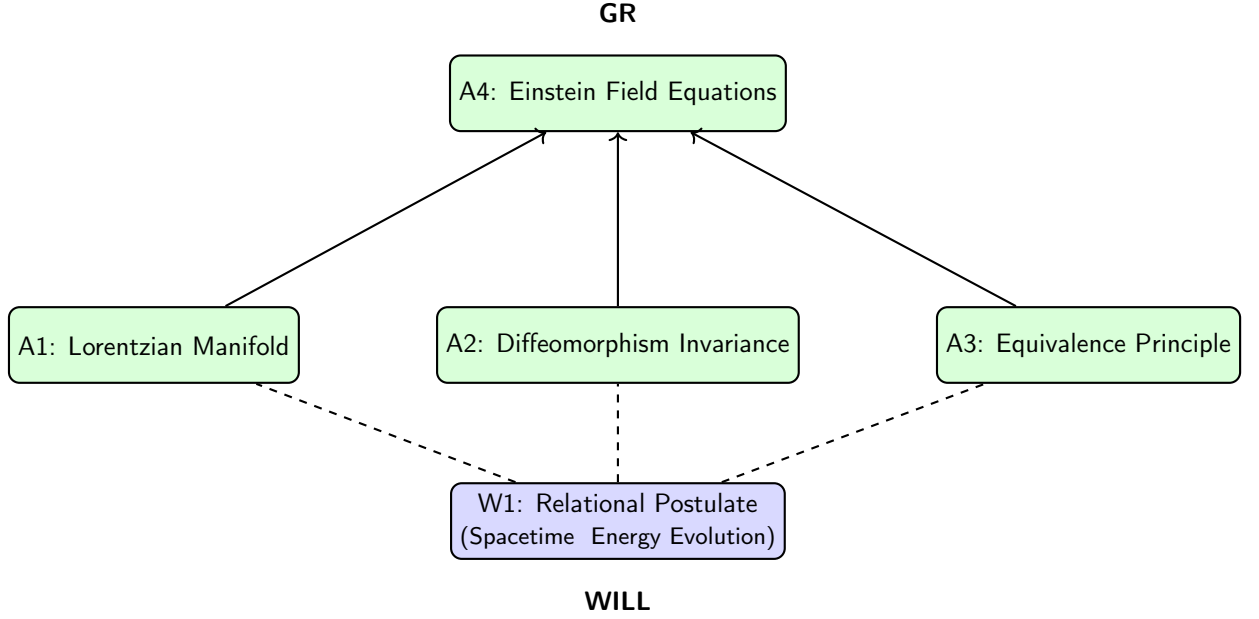 GR
A4: Einstein Field Equations
A1: Lorentzian Manifold
A2: Diffeomorphism Invariance
A3: Equivalence Principle
W1: Relational Postulate
(Spacetime Energy Evolution)
WILL